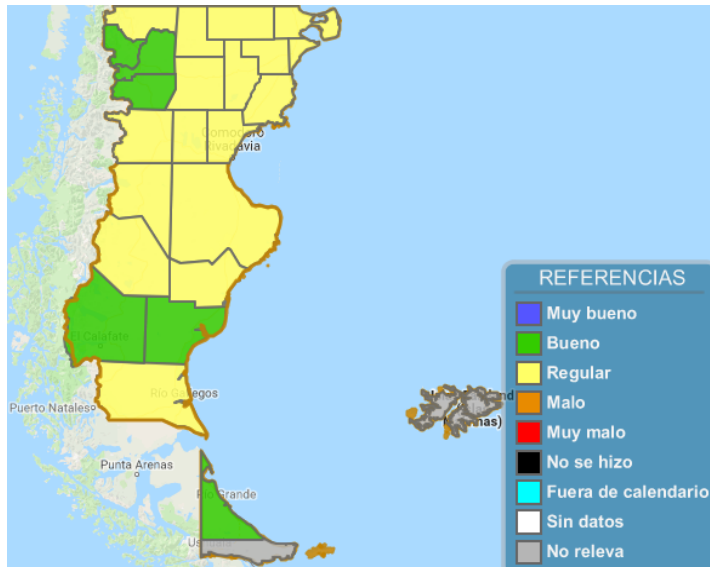 Comodoro
Rivadavia
REFERENCIAS
Muy bueno
Bueno
El Calafate
Regular
Puerto Natales
Río Gallegos
Malo
Muy malo
No se hizo
Punta Arenas
Fuera de calendario
Río Grande
Sin datos
No releva